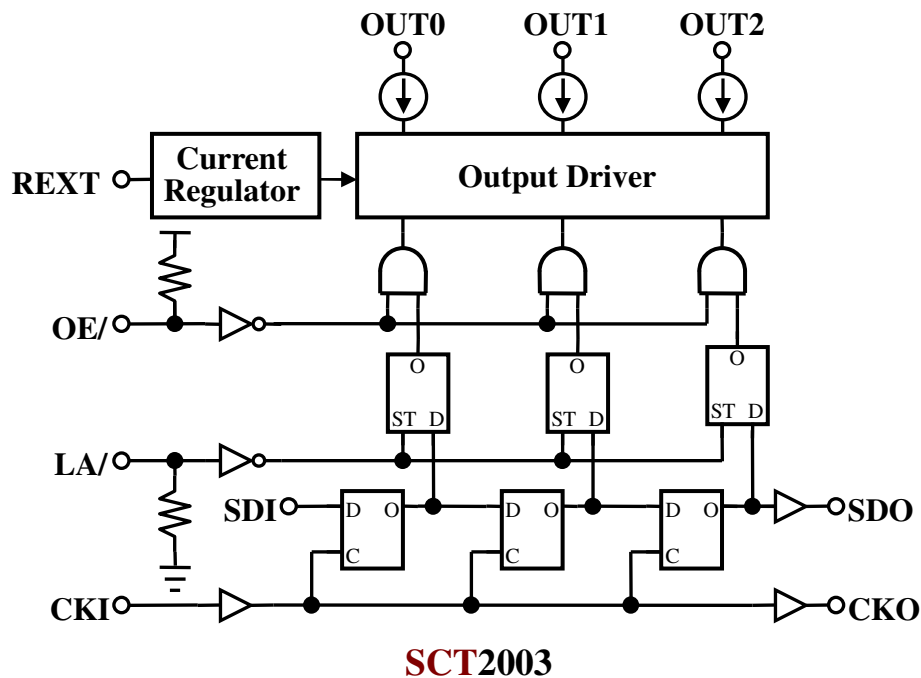 OUT0 OUT1 OUT2
REXT
Current
Regulator
Output Driver
OE/
O O O
ST D ST D ST D
LA/
SDI
D O D O D O
SDO
C C C
CKI
CKO
SCT2003